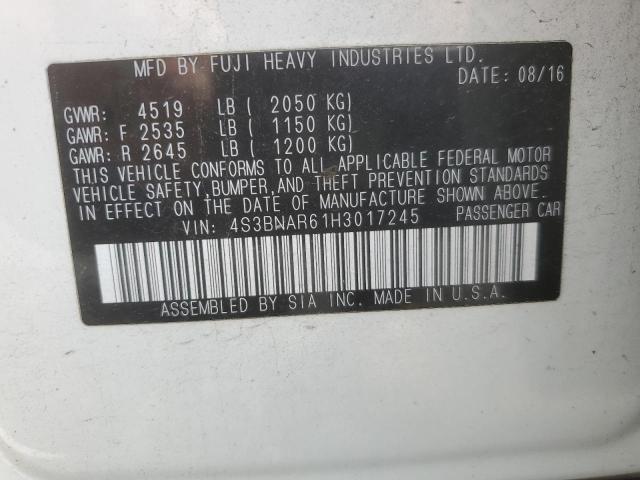 MFD BY FUJI HEAVY INDUSTRIES LTD.
DATE: 08/16
GVWR: 4519 LB ( 2050 KG)
GAWR: F 2535 LB ( 1150 KG)
GAWR: R 2645 LB ( 1200 KG)
THIS VEHICLE CONFORMS TO ALL APPLICABLE FEDERAL MOTOR
VEHICLE SAFETY, BUMPER, AND THEFT PREVENTION STANDARDS
IN EFFECT ON THE DATE OF MANUFACTURE SHOWN ABOVE.
VIN: 4S3BNAR61H3017245 PASSENGER CAR
ASSEMBLED BY SIA INC. MADE IN U.S.A.